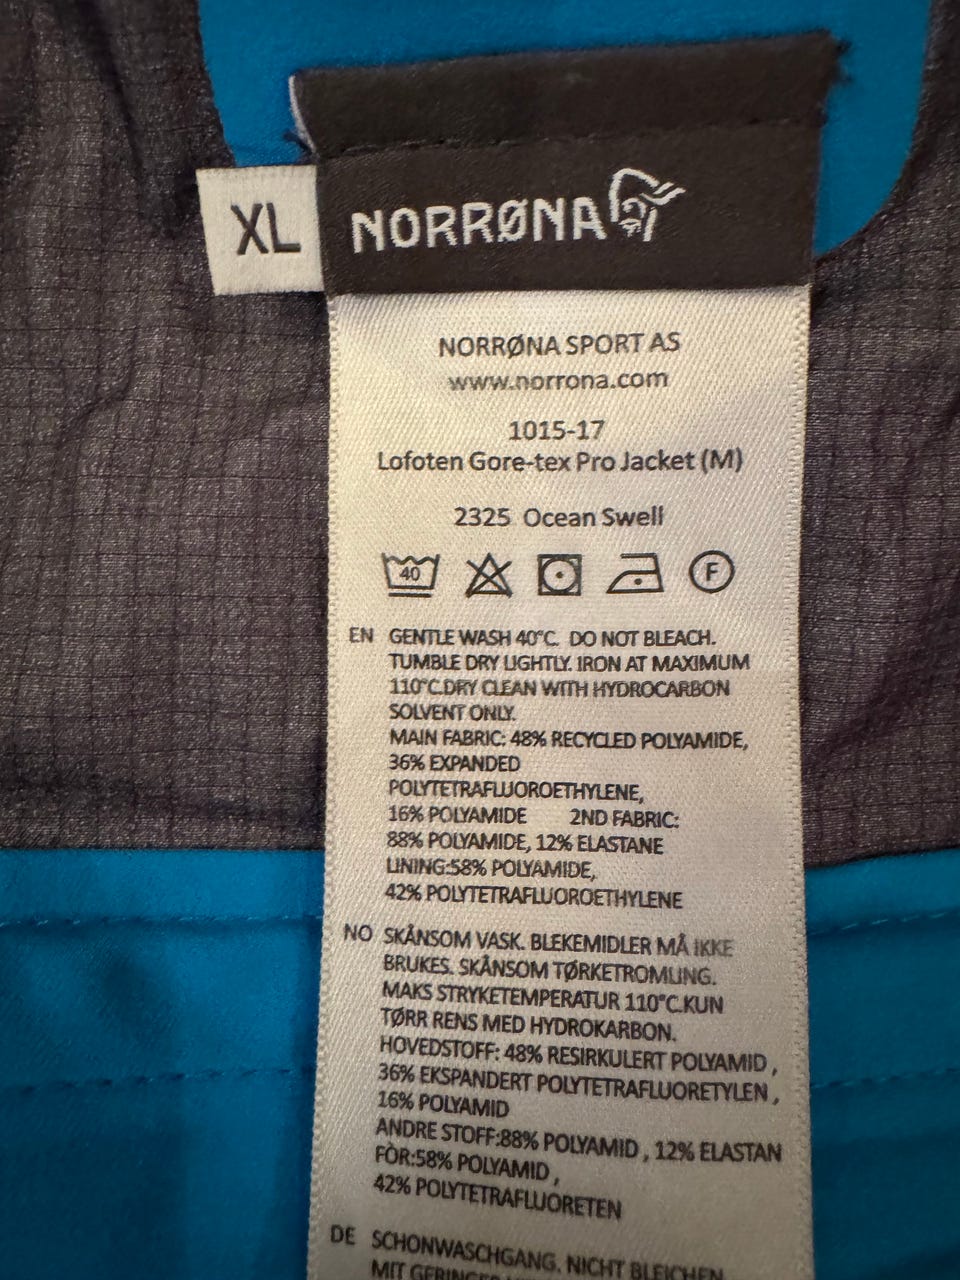 XL
NORRØNA
NORRØNA SPORT AS
www.norrona.com
1015-17
Lofoten Gore-tex Pro Jacket (M)
2325 Ocean Swell
40
F
EN GENTLE WASH 40°C. DO NOT BLEACH.
TUMBLE DRY LIGHTLY. IRON AT MAXIMUM
110°C.DRY CLEAN WITH HYDROCARBON
SOLVENT ONLY.
MAIN FABRIC: 48% RECYCLED POLYAMIDE,
36% EXPANDED
POLYTETRAFLUOROETHYLENE,
16% POLYAMIDE 2ND FABRIC:
88% POLYAMIDE, 12% ELASTANE
LINING:58% POLYAMIDE,
42% POLYTETRAFLUOROETHYLENE
NO SKÅNSOM VASK. BLEKEMIDLER MÅ IKKE
BRUKES. SKÅNSOM TØRKETROMLING.
MAKS STRYKETEMPERATUR 110°C.KUN
TØRR RENS MED HYDROKARBON.
HOVEDSTOFF: 48% RESIRKULERT POLYAMID ,
36% EKSPANDERT POLYTETRAFLUORETYLEN ,
16% POLYAMID
ANDRE STOFF:88% POLYAMID , 12% ELASTAN
FÒR:58% POLYAMID ,
42% POLYTETRAFLUORETEN
DE SCHONWASCHGANG. NICHT BLEICHEN
MIT